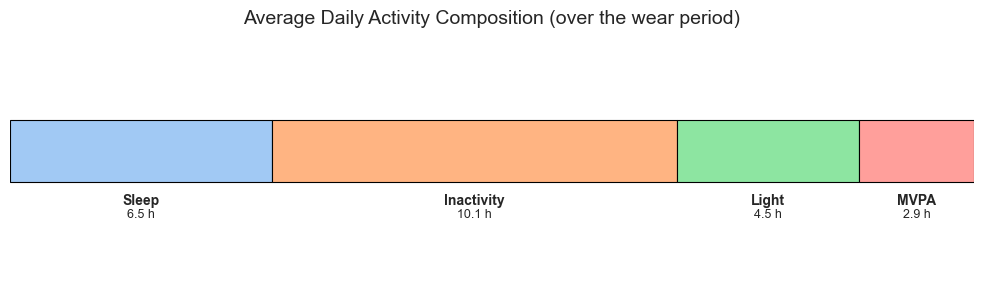 Average Daily Activity Composition (over the wear period)
Sleep
6.5 h
Inactivity
10.1 h
Light
4.5 h
MVPA
2.9 h